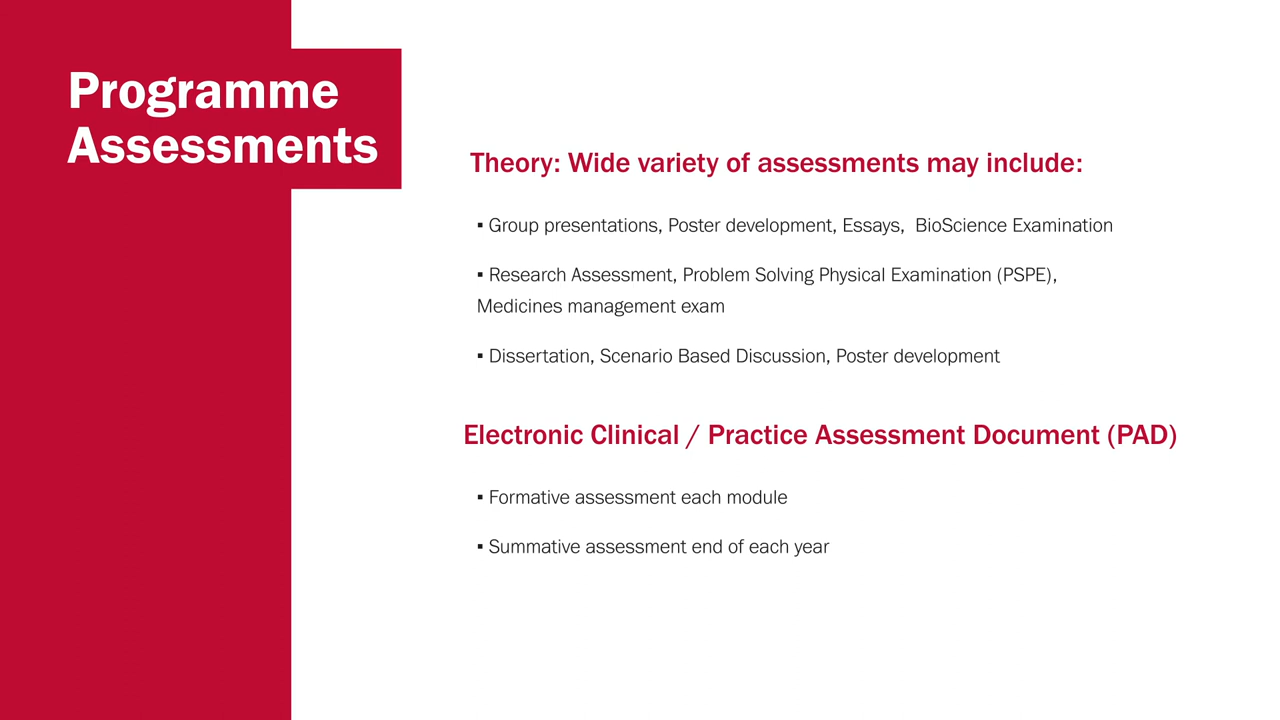 Programme
Assessments
Theory: Wide variety of assessments may include:
▪ Group presentations, Poster development, Essays,  BioScience Examination
▪ Research Assessment, Problem Solving Physical Examination (PSPE),
Medicines management exam
▪ Dissertation, Scenario Based Discussion, Poster development
Electronic Clinical / Practice Assessment Document (PAD)
▪ Formative assessment each module
▪ Summative assessment end of each year